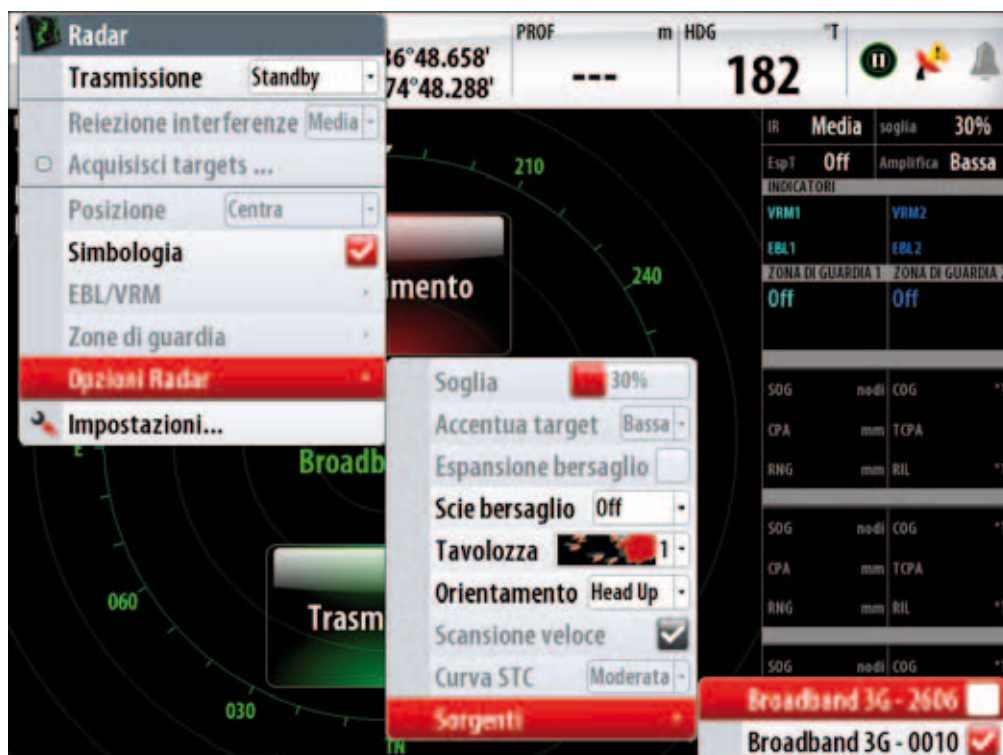 Radar
Trasmissione Standby
Reiezione interferenze Media
Acquisisci targets ...
Posizione Centra
Simbologia
EBL/VRM
Zone di guardia
Opzioni Radar
Impostazioni...
Soglia 30%
Accentua target Bassa
Espansione bersaglio
Scie bersaglio Off
Tavolozza 1
Orientamento Head Up
Scansione veloce
Curva STC Moderata
Sorgenti
Broadband 3G - 2606
Broadband 3G - 0010
6°48.658'
74°48.288'
PROF m
---
HDG °T
182
210
240
imento
E
Broadb
060
Trasm
030
TN
IR Media soglia 30%
EspT Off Amplifica Bassa
INDICATORI
VRM1 VRM2
EBL1 EBL2
ZONA DI GUARDIA 1 ZONA DI GUARDIA 2
Off Off
SOG nodi COG
CPA mm TCPA
RNG mm RIL
SOG nodi COG
CPA mm TCPA
RNG mm RIL
SOG nodi COG